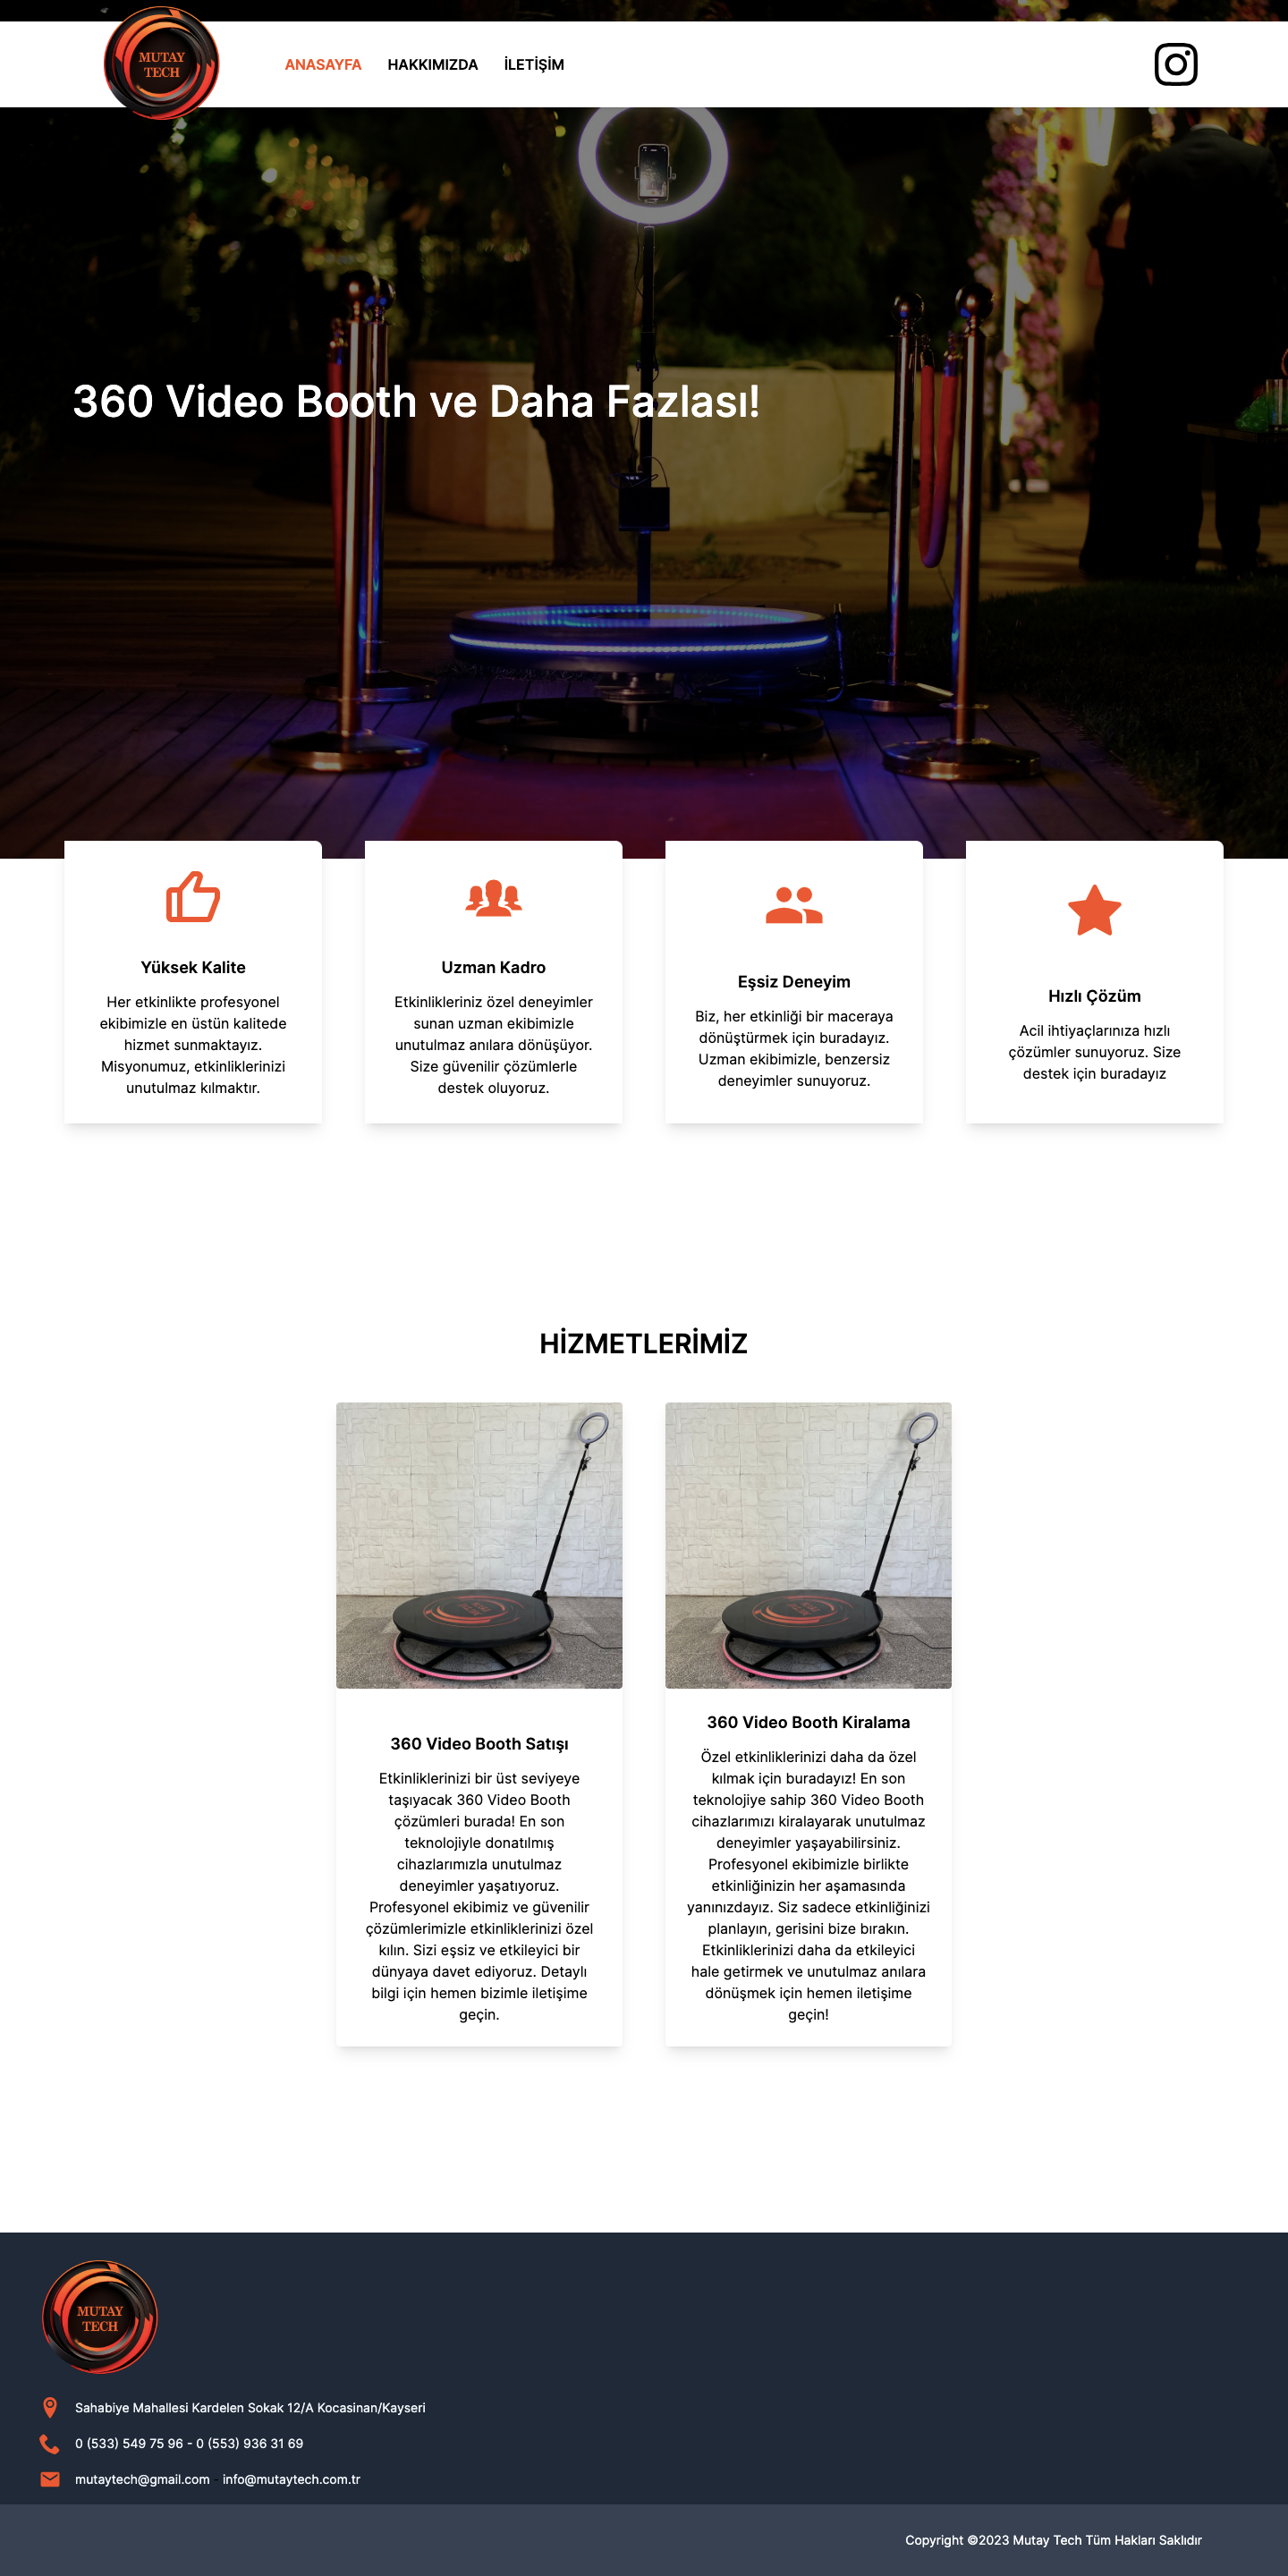 MUTAY
TECH
ANASAYFA
HAKKIMIZDA
İLETİŞİM
360 Video Booth ve Daha Fazlası!
Yüksek Kalite
Her etkinlikte profesyonel
ekibimizle en üstün kalitede
hizmet sunmaktayız.
Misyonumuz, etkinliklerinizi
unutulmaz kılmaktır.
Uzman Kadro
Etkinlikleriniz özel deneyimler
sunan uzman ekibimizle
unutulmaz anılara dönüşüyor.
Size güvenilir çözümlerle
destek oluyoruz.
Eşsiz Deneyim
Biz, her etkinliği bir maceraya
dönüştürmek için buradayız.
Uzman ekibimizle, benzersiz
deneyimler sunuyoruz.
Hızlı Çözüm
Acil ihtiyaçlarınıza hızlı
çözümler sunuyoruz. Size
destek için buradayız
HİZMETLERİMİZ
360 Video Booth Satışı
Etkinliklerinizi bir üst seviyeye
taşıyacak 360 Video Booth
çözümleri burada! En son
teknolojiyle donatılmış
cihazlarımızla unutulmaz
deneyimler yaşatıyoruz.
Profesyonel ekibimiz ve güvenilir
çözümlerimizle etkinliklerinizi özel
kılın. Sizi eşsiz ve etkileyici bir
dünyaya davet ediyoruz. Detaylı
bilgi için hemen bizimle iletişime
geçin.
360 Video Booth Kiralama
Özel etkinliklerinizi daha da özel
kılmak için buradayız! En son
teknolojiye sahip 360 Video Booth
cihazlarımızı kiralayarak unutulmaz
deneyimler yaşayabilirsiniz.
Profesyonel ekibimizle birlikte
etkinliğinizin her aşamasında
yanınızdayız. Siz sadece etkinliğinizi
planlayın, gerisini bize bırakın.
Etkinliklerinizi daha da etkileyici
hale getirmek ve unutulmaz anılara
dönüşmek için hemen iletişime
geçin!
MUTAY
TECH
Sahabiye Mahallesi Kardelen Sokak 12/A Kocasinan/Kayseri
0 (533) 549 75 96 - 0 (553) 936 31 69
mutaytech@gmail.com - info@mutaytech.com.tr
Copyright ©2023 Mutay Tech Tüm Hakları Saklıdır